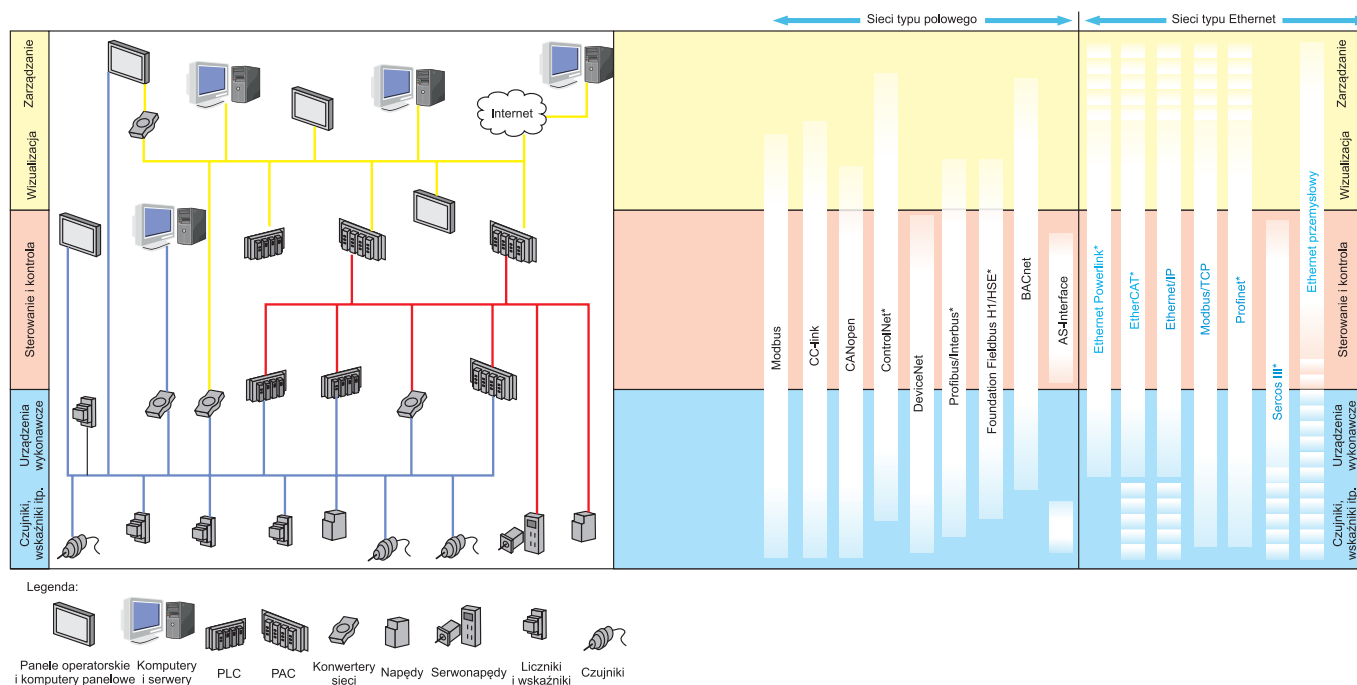 Sieci typu polowego
Sieci typu Ethernet
Zarządzanie
Wizualizacja
Sterowanie i kontrola
Urządzenia
wykonawcze
Czujniki,
wskaźniki itp.
Internet
Modbus
CC-link
CANopen
ControlNet*
DeviceNet
Profibus/Interbus*
Foundation Fieldbus H1/HSE*
BACnet
AS-Interface
Ethernet Powerlink*
EtherCAT*
Ethernet/IP
Modbus/TCP
Profinet*
Sercos III*
Ethernet przemysłowy
Zarządzanie
Wizualizacja
Sterowanie i kontrola
Urządzenia
wykonawcze
Czujniki,
wskaźniki itp.
Legenda:
Panele operatorskie
i komputery panelowe
Komputery
i serwery
PLC
PAC
Konwertery
sieci
Napędy
Serwonapędy
Liczniki
i wskaźniki
Czujniki